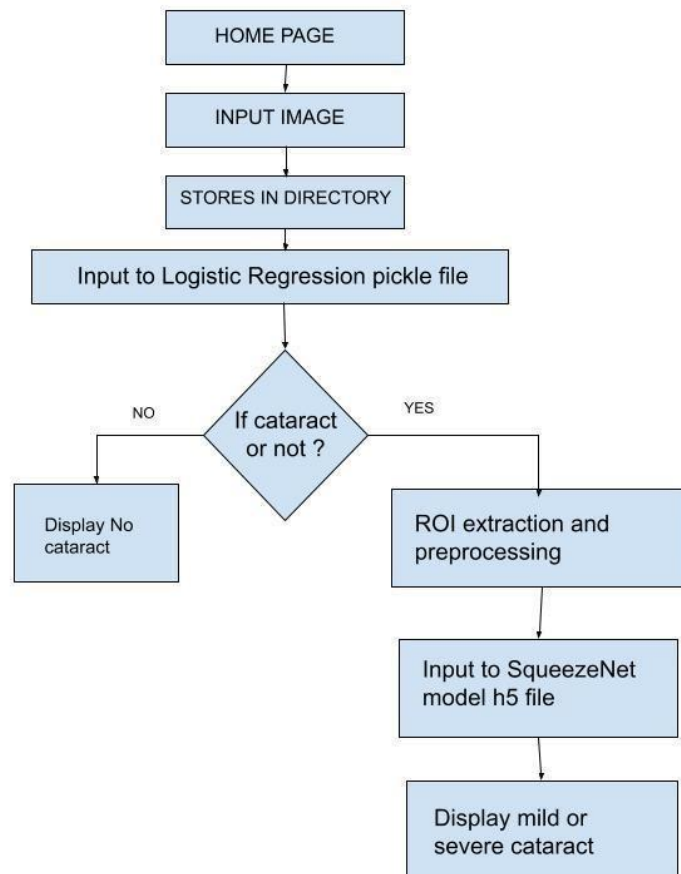 HOME PAGE
INPUT IMAGE
STORES IN DIRECTORY
Input to Logistic Regression pickle file
If cataract
or not ?
NO
YES
Display No
cataract
ROI extraction and
preprocessing
Input to SqueezeNet
model h5 file
Display mild or
severe cataract